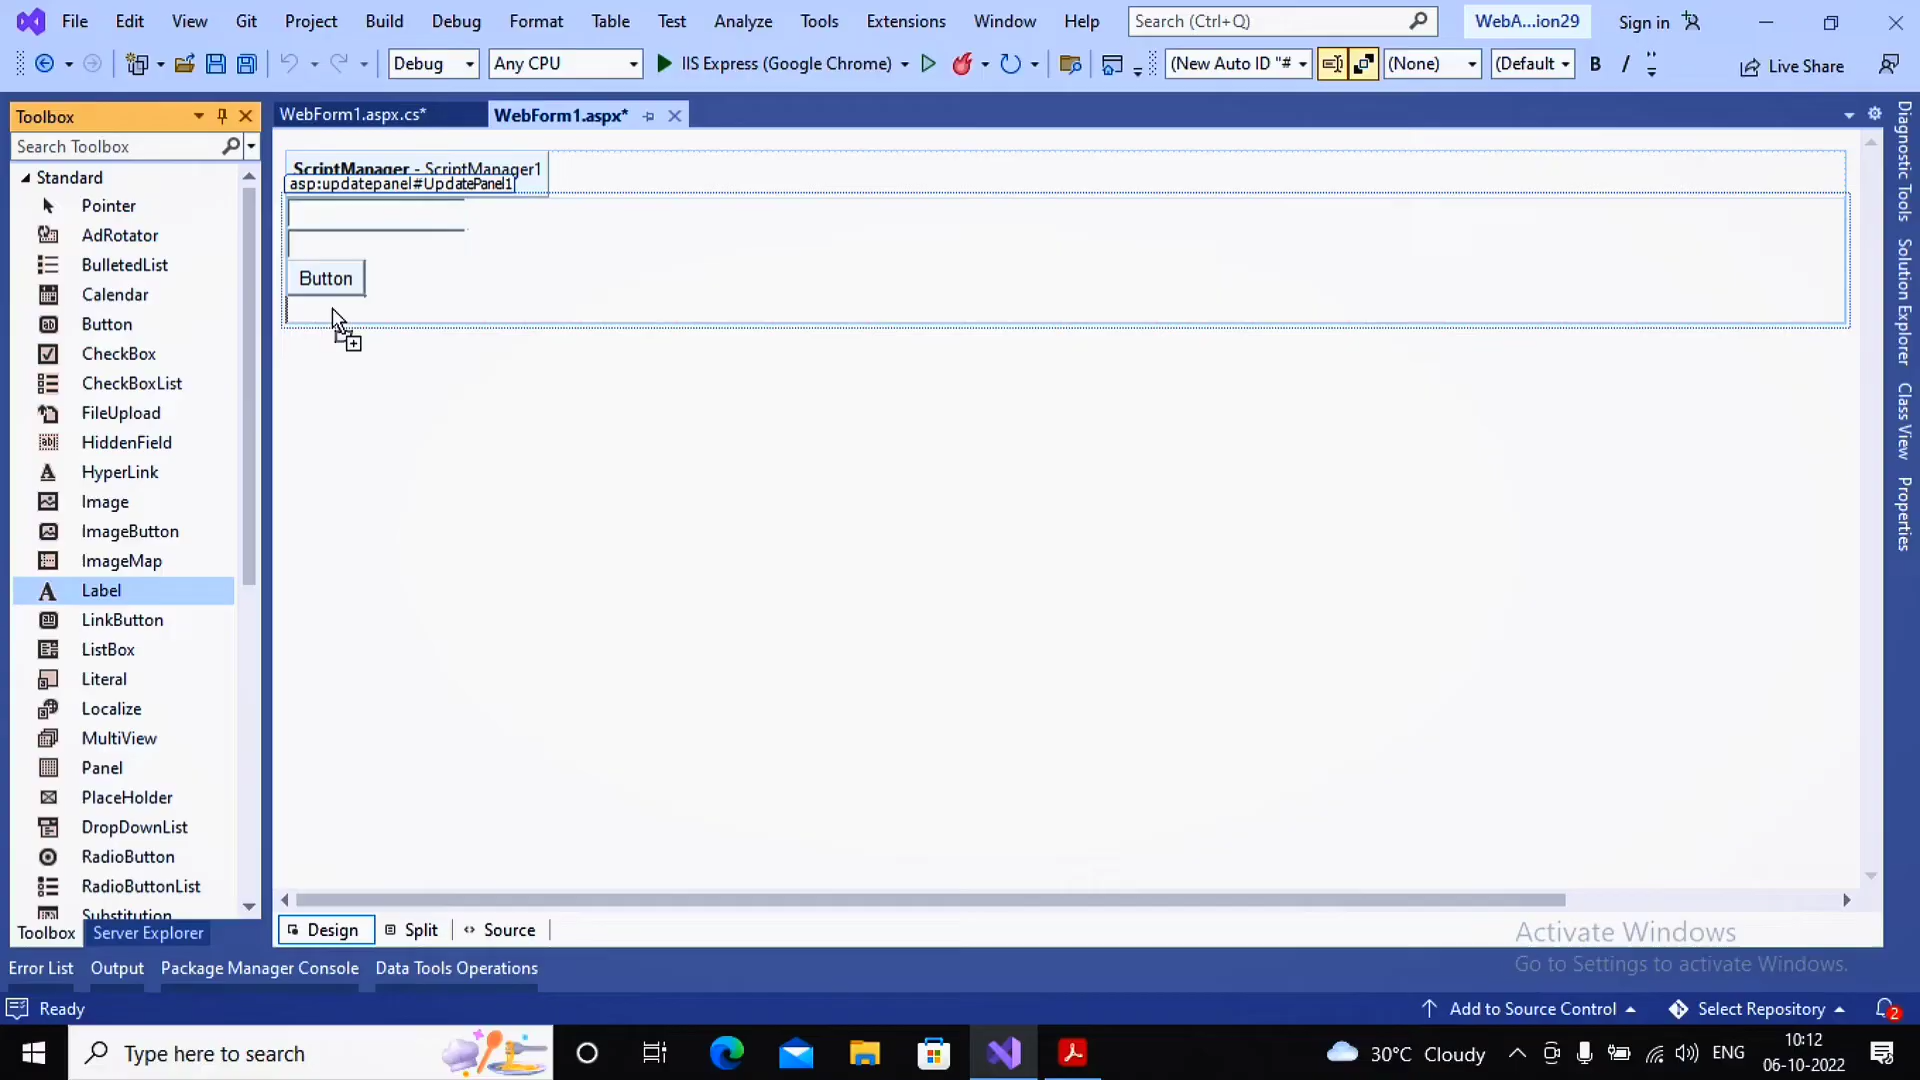 File Edit View Git Project Build Debug Format Table Test Analyze Tools Extensions Window Help Search (Ctrl+Q) WebA...ion29 Sign in
Debug Any CPU IIS Express (Google Chrome) (New Auto ID "# (None) (Default B I Live Share
Toolbox
Search Toolbox
Standard
Pointer
AdRotator
BulletedList
Calendar
Button
CheckBox
CheckBoxList
FileUpload
HiddenField
HyperLink
Image
ImageButton
ImageMap
Label
LinkButton
ListBox
Literal
Localize
MultiView
Panel
PlaceHolder
DropDownList
RadioButton
RadioButtonList
Substitution
Toolbox Server Explorer
WebForm1.aspx.cs* WebForm1.aspx*
ScriptManager - ScriptManager1
asp:updatepanel#UpdatePanel1
Button
Design Split Source
Diagnostic Tools
Solution Explorer
Class View
Properties
Activate Windows
Go to Settings to activate Windows.
Error List Output Package Manager Console Data Tools Operations
Ready Add to Source Control Select Repository 2
Type here to search 30°C Cloudy ENG 10:12
06-10-2022